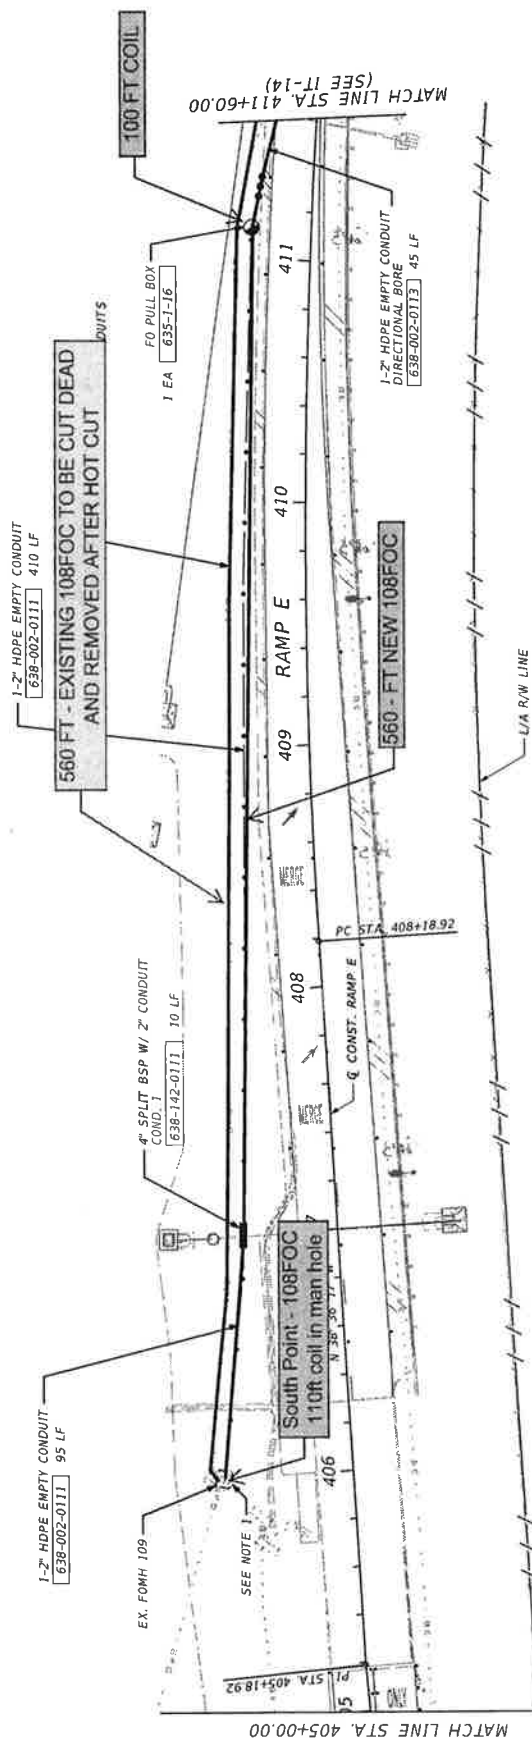 1-2" HDPE EMPTY CONDUIT
638-002-0111 95 LF
EX. FOMH 109
SEE NOTE 1
4" SPLIT BSP W/ 2" CONDUIT
COND. 1
638-142-0111 10 LF
South Point - 108FOC
110ft coil in man hole
1-2" HDPE EMPTY CONDUIT
638-002-0111 410 LF
560 FT - EXISTING 108FOC TO BE CUT DEAD
AND REMOVED AFTER HOT CUT
DUITS
560 - FT NEW 108FOC
FO PULL BOX
1 EA 635-1-16
100 FT COIL
1-2" HDPE EMPTY CONDUIT
DIRECTIONAL BORE
638-002-0113 45 LF
MATCH LINE STA. 411+60.00
(SEE IT-14)
MATCH LINE STA. 405+00.00
PI STA. 405+18.92
406
408
409
410
411
RAMP E
PC STA. 408+18.92
CONST. RAMP E
L/A R/W LINE